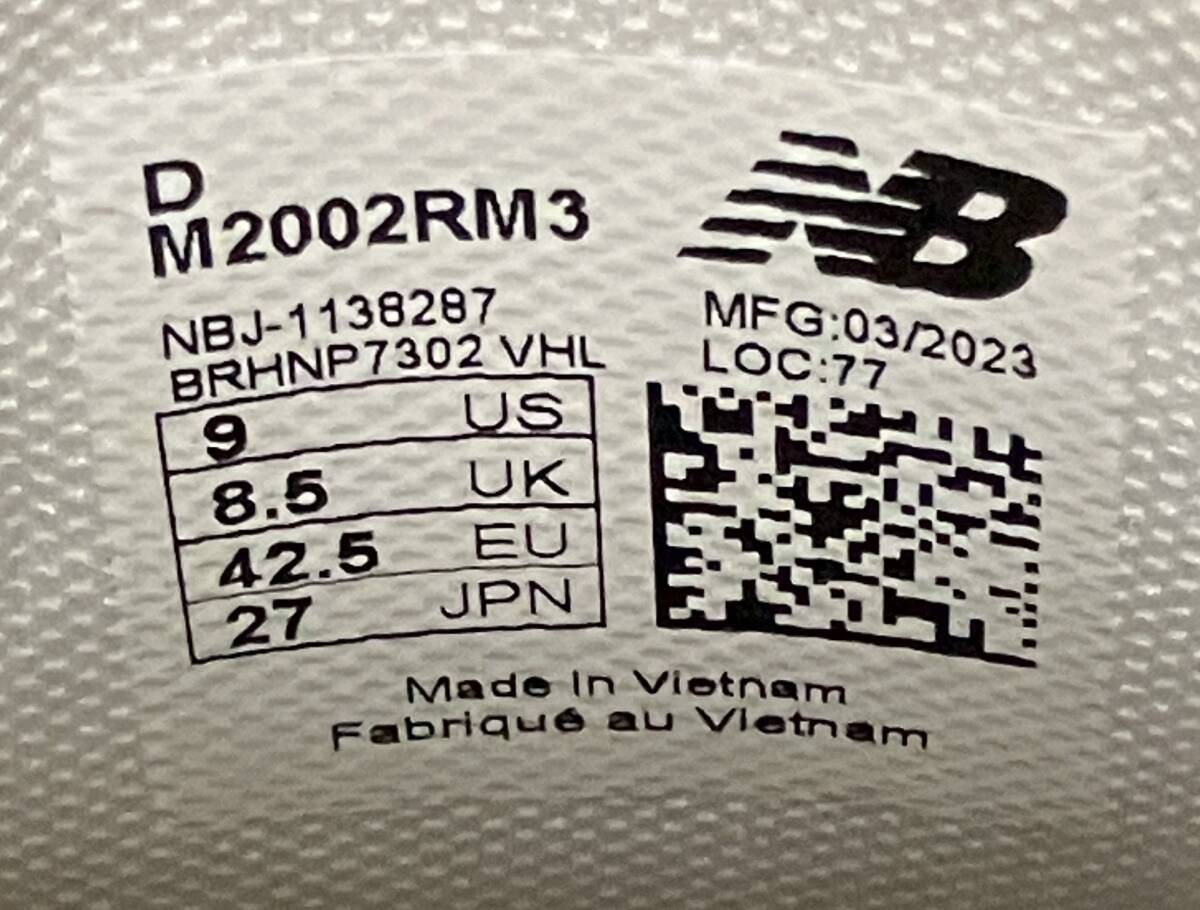 D
M2002RM3
NBJ-1138287
BRHNP7302 VHL
9 US
8.5 UK
42.5 EU
27 JPN
NB
MFG:03/2023
LOC:77
Made in Vietnam
Fabriqué au Vietnam